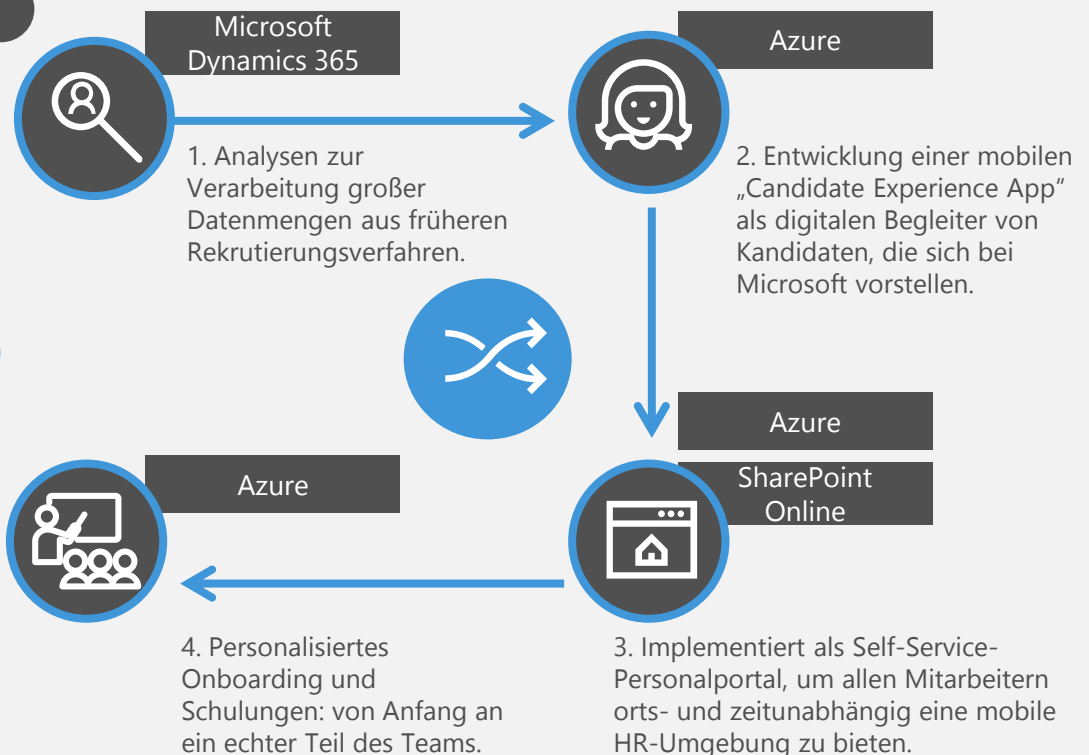 Microsoft
Dynamics 365
1. Analysen zur
Verarbeitung großer
Datenmengen aus früheren
Rekrutierungsverfahren.
Azure
2. Entwicklung einer mobilen
„Candidate Experience App“
als digitalen Begleiter von
Kandidaten, die sich bei
Microsoft vorstellen.
Azure
SharePoint
Online
3. Implementiert als Self-Service-
Personalportal, um allen Mitarbeitern
orts- und zeitunabhängig eine mobile
HR-Umgebung zu bieten.
Azure
4. Personalisiertes
Onboarding und
Schulungen: von Anfang an
ein echter Teil des Teams.